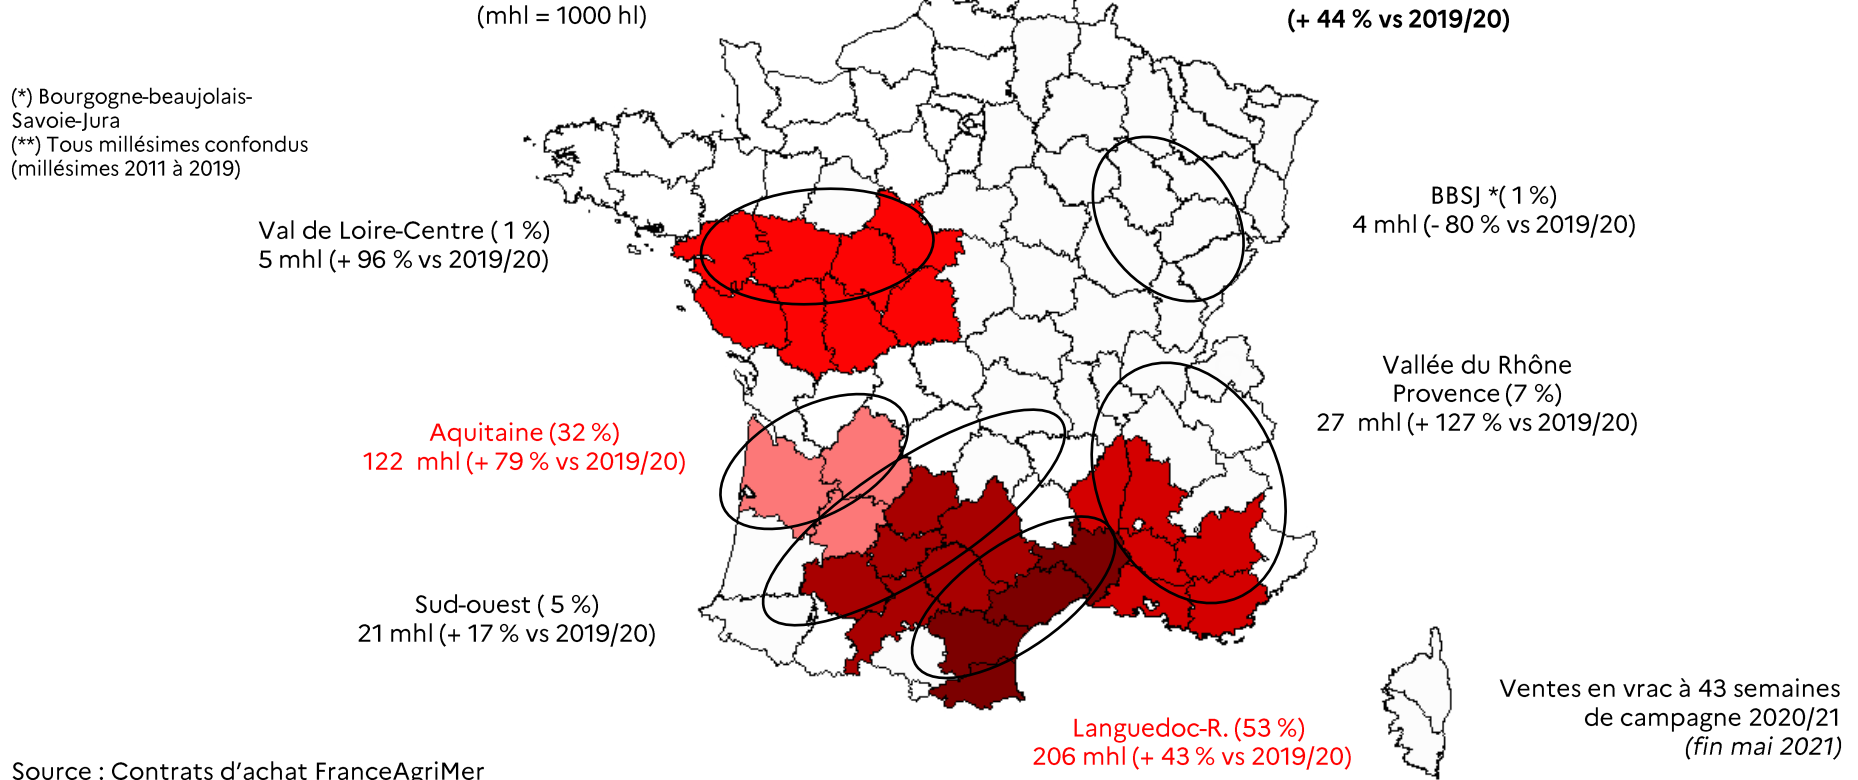 (mhl = 1000 hl)
(+ 44 % vs 2019/20)
(*) Bourgogne-beaujolais-
Savoie-Jura
(**) Tous millésimes confondus
(millésimes 2011 à 2019)
BBSJ *( 1 %)
4 mhl (- 80 % vs 2019/20)
Val de Loire-Centre ( 1 %)
5 mhl (+ 96 % vs 2019/20)
Vallée du Rhône
Provence (7 %)
27 mhl (+ 127 % vs 2019/20)
Aquitaine (32 %)
122 mhl (+ 79 % vs 2019/20)
Sud-ouest ( 5 %)
21 mhl (+ 17 % vs 2019/20)
Languedoc-R. (53 %)
206 mhl (+ 43 % vs 2019/20)
Ventes en vrac à 43 semaines
de campagne 2020/21
(fin mai 2021)
Source : Contrats d'achat FranceAgriMer